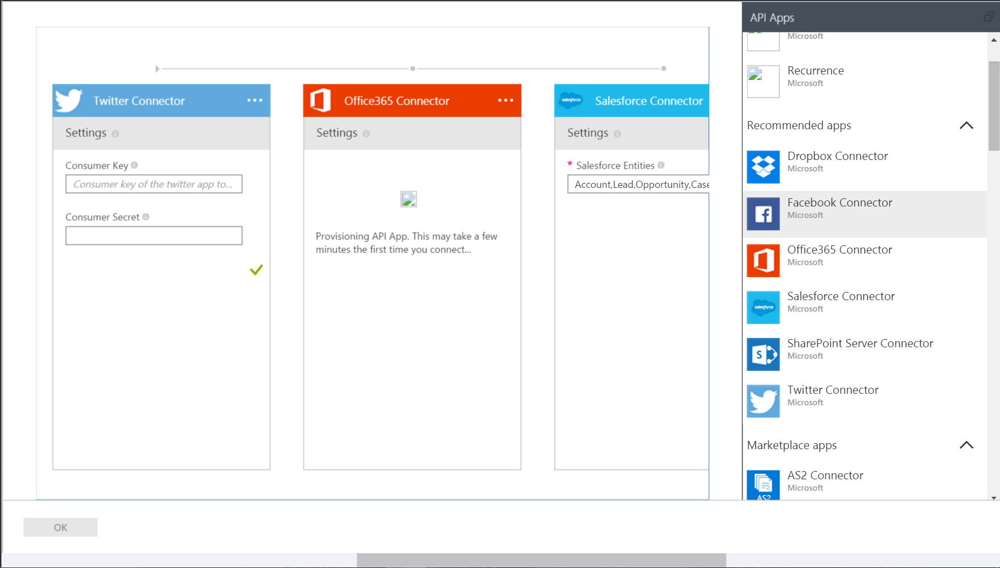 Twitter Connector
Settings
Consumer Key
Consumer key of the twitter app to...
Consumer Secret
Office365 Connector
Settings
Provisioning API App. This may take a few
minutes the first time you connect...
salesforce
Salesforce Connector
Settings
* Salesforce Entities
Account,Lead,Opportunity,Case
OK
API Apps
Microsoft
Recurrence
Microsoft
Recommended apps
Dropbox Connector
Microsoft
Facebook Connector
Microsoft
Office365 Connector
Microsoft
salesforce
Salesforce Connector
Microsoft
S
SharePoint Server Connector
Microsoft
Twitter Connector
Microsoft
Marketplace apps
AS2
AS2 Connector
Microsoft